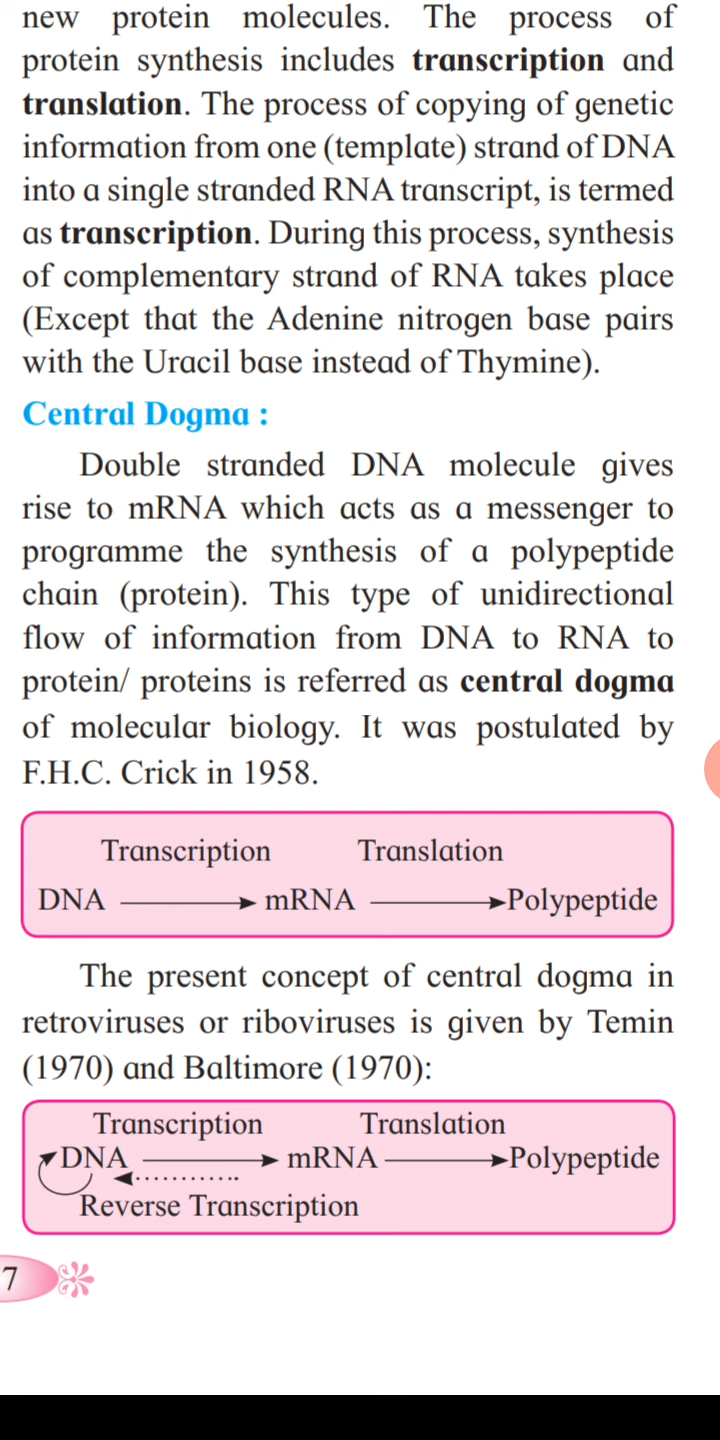 new protein molecules. The process of
protein synthesis includes transcription and
translation. The process of copying of genetic
information from one (template) strand of DNA
into a single stranded RNA transcript, is termed
as transcription. During this process, synthesis
of complementary strand of RNA takes place
(Except that the Adenine nitrogen base pairs
with the Uracil base instead of Thymine).
Central Dogma :
Double stranded DNA molecule gives
rise to mRNA which acts as a messenger to
programme the synthesis of a polypeptide
chain (protein). This type of unidirectional
flow of information from DNA to RNA to
protein/ proteins is referred as central dogma
of molecular biology. It was postulated by
F.H.C. Crick in 1958.
Transcription Translation
DNA mRNA Polypeptide
The present concept of central dogma in
retroviruses or riboviruses is given by Temin
(1970) and Baltimore (1970):
Transcription Translation
DNA mRNA Polypeptide
Reverse Transcription
7